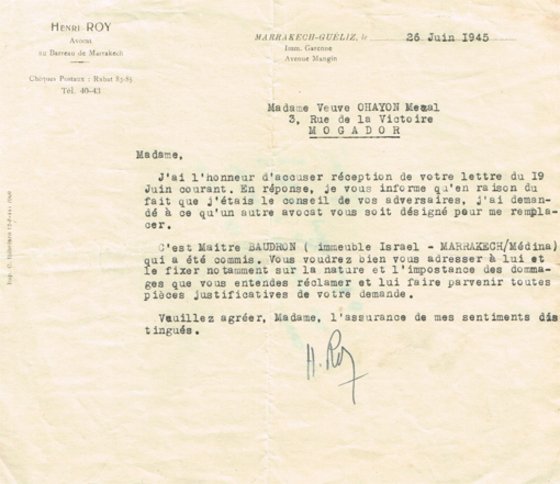 HENRI ROY
Avocat
au Barreau de Marrakech
Chèques Postaux : Rabat 83-85
Tél. 40-43
MARRAKECH-GUÉLIZ, le 26 Juin 1945
Imm. Garenne
Avenue Mangin
Madame Veuve OHAYON Messal
3, Rue de la Victoire
MOGADOR
Madame,
J'ai l'honneur d'accuser réception de votre lettre du 19
Juin courant. En réponse, je vous informe qu'en raison du
fait que j'étais le conseil de vos adversaires, j'ai deman-
dé à ce qu'un autre avocat vous soit désigné pour me rempla-
cer.
C'est Maitre BAUDRON ( immeuble Israel - MARRAKECH/Médina)
qui a été commis. Vous voudrez bien vous adresser à lui et
le fixer notamment sur la nature et l'impostance des domma-
ges que vous entendes réclamer et lui faire parvenir toutes
pièces justificatives de votre demande.
Veuillez agréer, Madame, l'assurance de mes sentiments dis
tingués.
H. Roy